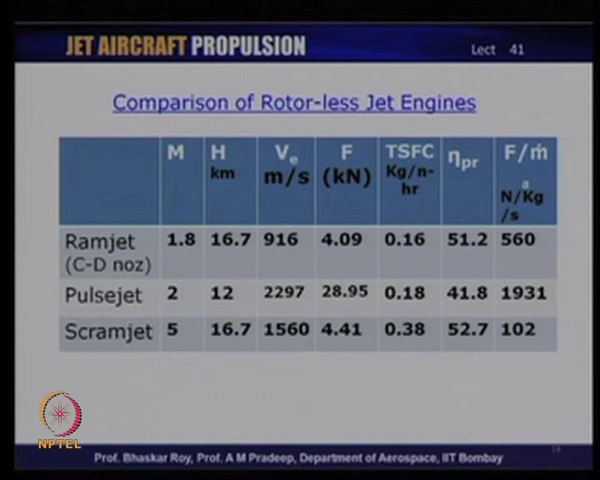 JET AIRCRAFT PROPULSION Lect 41
Comparison of Rotor-less Jet Engines
M H km Ve m/s F (kN) TSFC Kg/n-hr ηpr F/ṁa N/Kg/s
Ramjet (C-D noz) 1.8 16.7 916 4.09 0.16 51.2 560
Pulsejet 2 12 2297 28.95 0.18 41.8 1931
Scramjet 5 16.7 1560 4.41 0.38 52.7 102
NPTEL
Prof. Bhaskar Roy, Prof. A M Pradeep, Department of Aerospace, IIT Bombay